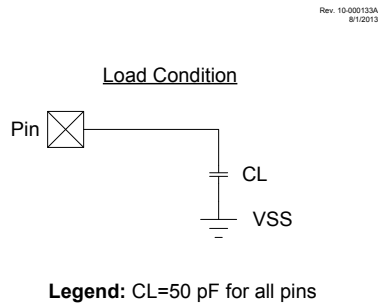 Rev. 10-000133A
8/1/2013
Load Condition
Pin
CL
VSS
Legend: CL=50 pF for all pins